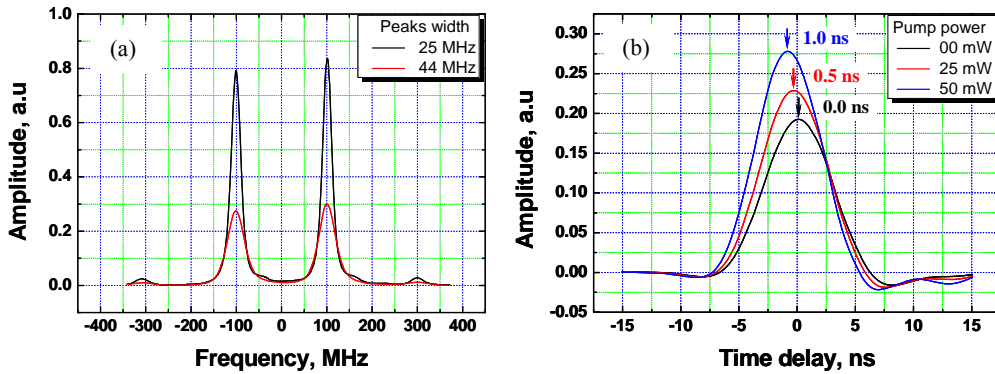 (a)
Peaks width
25 MHz
44 MHz
Amplitude, a.u
1.0
0.8
0.6
0.4
0.2
0.0
-400 -300 -200 -100 0 100 200 300 400
Frequency, MHz
(b)
Pump power
00 mW
25 mW
50 mW
1.0 ns
0.5 ns
0.0 ns
Amplitude, a.u
0.30
0.25
0.20
0.15
0.10
0.05
0.00
-0.05
-15 -10 -5 0 5 10 15
Time delay, ns